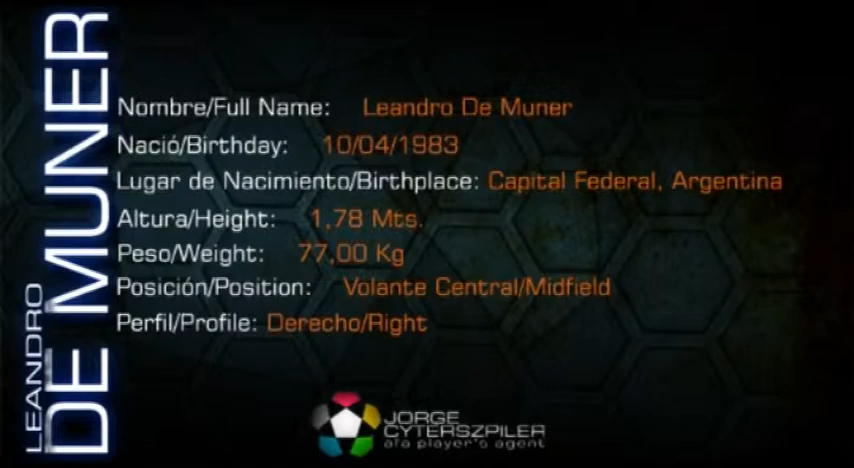 LEANDRO
DE MUNER
Nombre/Full Name: Leandro De Muner
Nació/Birthday: 10/04/1983
Lugar de Nacimiento/Birthplace: Capital Federal, Argentina
Altura/Height: 1,78 Mts.
Peso/Weight: 77,00 Kg
Posición/Position: Volante Central/Midfield
Perfil/Profile: Derecho/Right
JORGE
CYTERSZPILER
afa player's agent